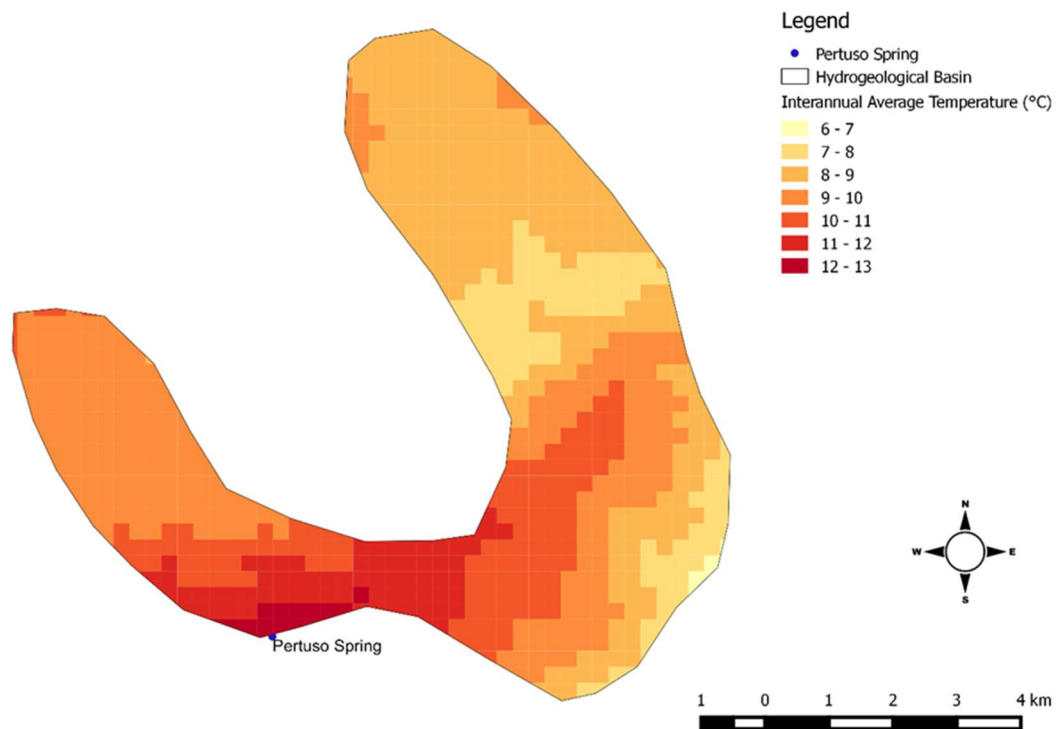 Legend
Pertuso Spring
Hydrogeological Basin
Interannual Average Temperature (°C)
6 - 7
7 - 8
8 - 9
9 - 10
10 - 11
11 - 12
12 - 13
N
W E
S
Pertuso Spring
1 0 1 2 3 4 km